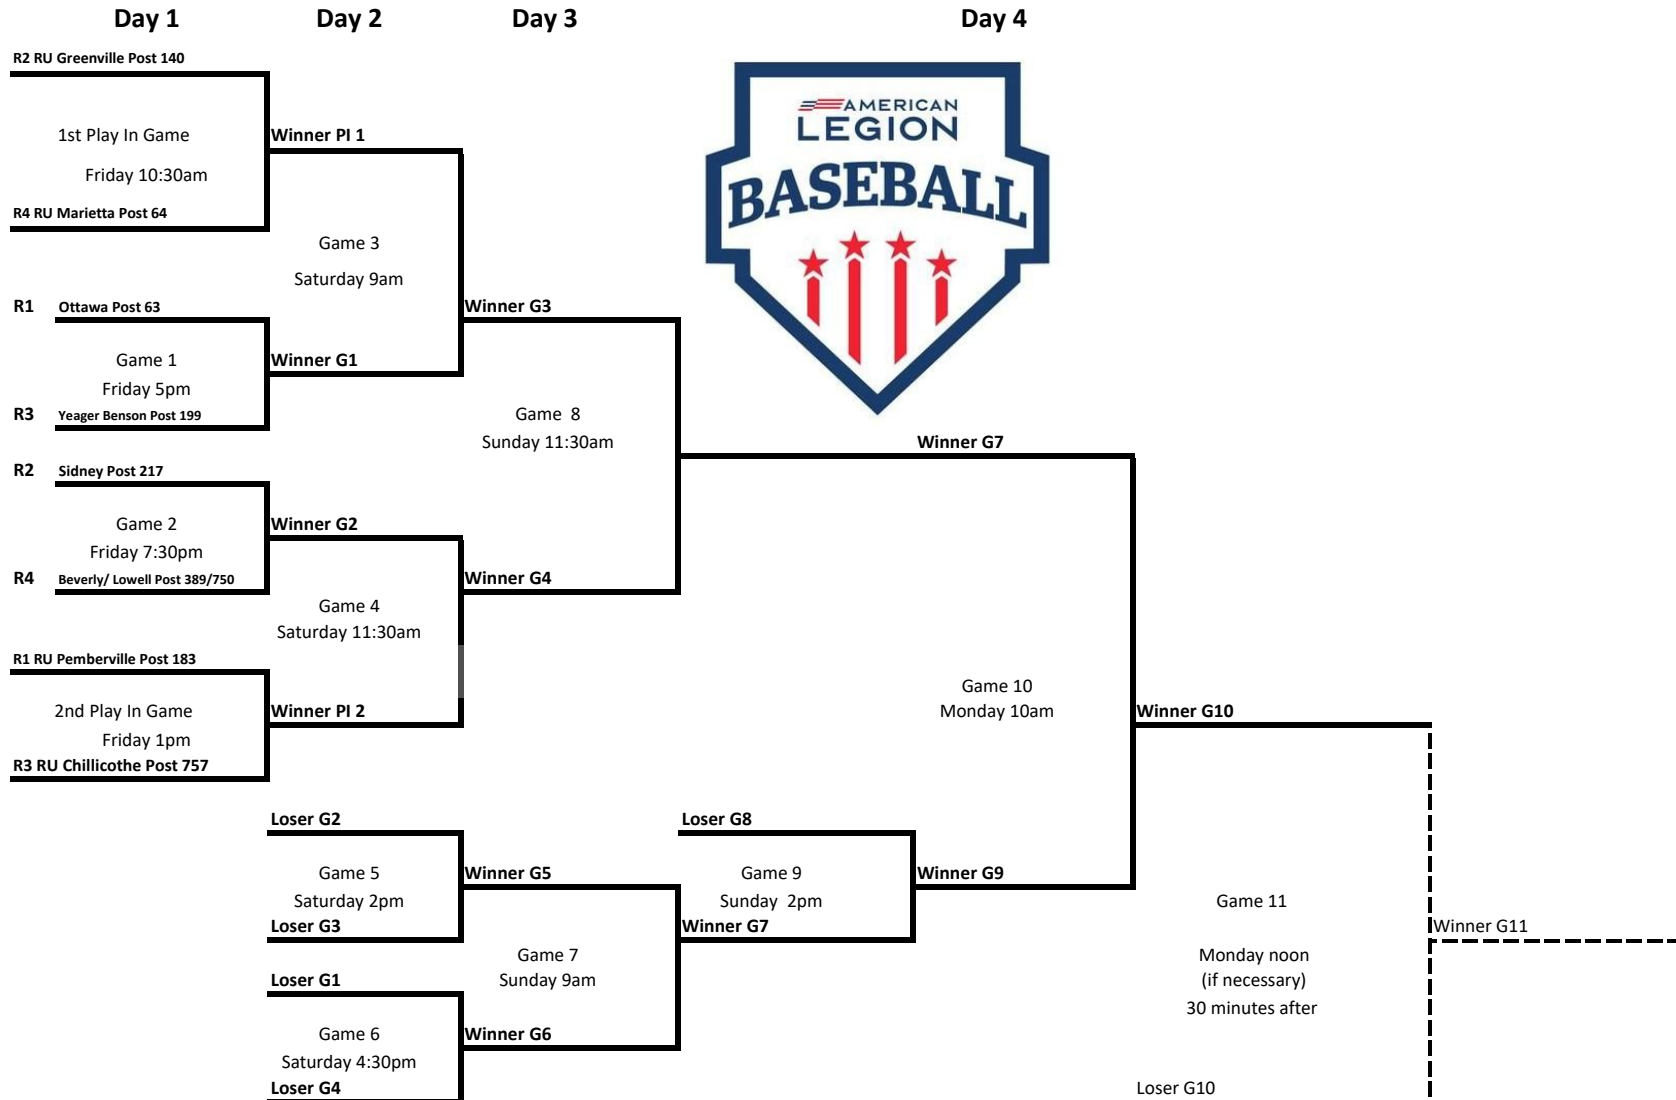 Day 1 Day 2 Day 3 Day 4
R2 RU Greenville Post 140
AMERICAN
LEGION
BASEBALL
1st Play In Game
Winner PI 1
Friday 10:30am
R4 RU Marietta Post 64
Game 3
Saturday 9am
R1 Ottawa Post 63
Winner G3
Game 1
Winner G1
Friday 5pm
R3 Yeager Benson Post 199
Game 8
Sunday 11:30am
Winner G7
R2 Sidney Post 217
Game 2
Winner G2
Friday 7:30pm
R4 Beverly/ Lowell Post 389/750
Winner G4
Game 4
Saturday 11:30am
R1 RU Pemberville Post 183
Game 10
Monday 10am
2nd Play In Game
Winner PI 2
Winner G10
Friday 1pm
R3 RU Chillicothe Post 757
Loser G2
Loser G8
Game 5
Winner G5
Game 9
Winner G9
Saturday 2pm
Sunday 2pm
Game 11
Loser G3
Winner G7
Winner G11
Game 7
Sunday 9am
Monday noon
(if necessary)
30 minutes after
Loser G1
Game 6
Winner G6
Saturday 4:30pm
Loser G4
Loser G10